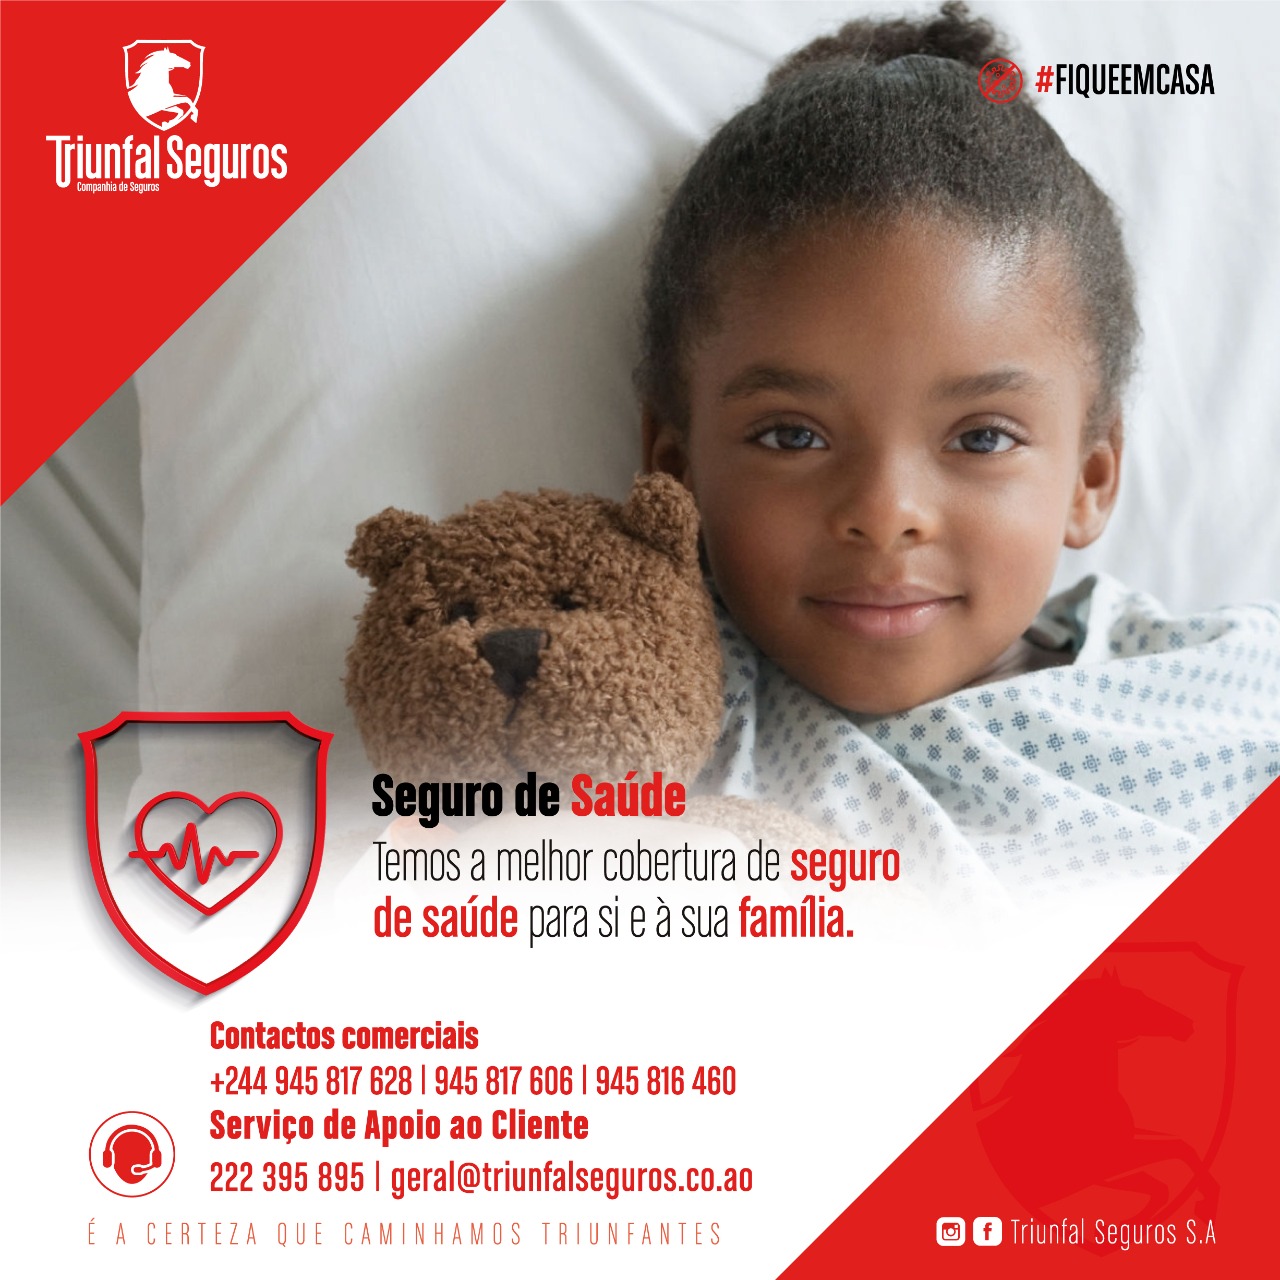 Triunfal Seguros
Companhia de Seguros
#FIQUEEMCASA
Seguro de Saúde
Temos a melhor cobertura de seguro
de saúde para si e à sua família.
Contactos comerciais
+244 945 817 628 | 945 817 606 | 945 816 460
Serviço de Apoio ao Cliente
222 395 895 | geral@triunfalseguros.co.ao
É A CERTEZA QUE CAMINHAMOS TRIUNFANTES
Triunfal Seguros S.A